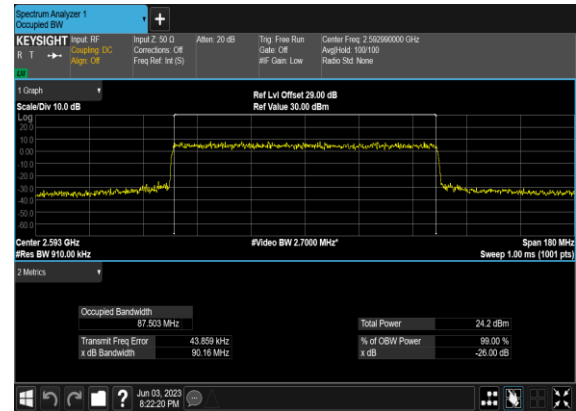 Spectrum Analyzer 1
Occupied BW
KEYSIGHT
R T
Input: RF
Coupling: DC
Align: Off
Input Z: 50 Ω
Corrections: Off
Freq Ref: Int (S)
Atten: 20 dB
Trig: Free Run
Gate: Off
#IF Gain: Low
Center Freq: 2.592990000 GHz
Avg|Hold: 100/100
Radio Std: None
1 Graph
Scale/Div 10.0 dB
Ref Lvl Offset 29.00 dB
Ref Value 30.00 dBm
Log
20.0
10.0
0.00
-10.0
-20.0
-30.0
-40.0
-50.0
-60.0
Center 2.593 GHz
#Res BW 910.00 kHz
#Video BW 2.7000 MHz*
Span 180 MHz
Sweep 1.00 ms (1001 pts)
2 Metrics
Occupied Bandwidth
87.503 MHz
Total Power 24.2 dBm
Transmit Freq Error 43.859 kHz
x dB Bandwidth 90.16 MHz
% of OBW Power 99.00 %
x dB -26.00 dB
?
Jun 03, 2023
8:22:20 PM